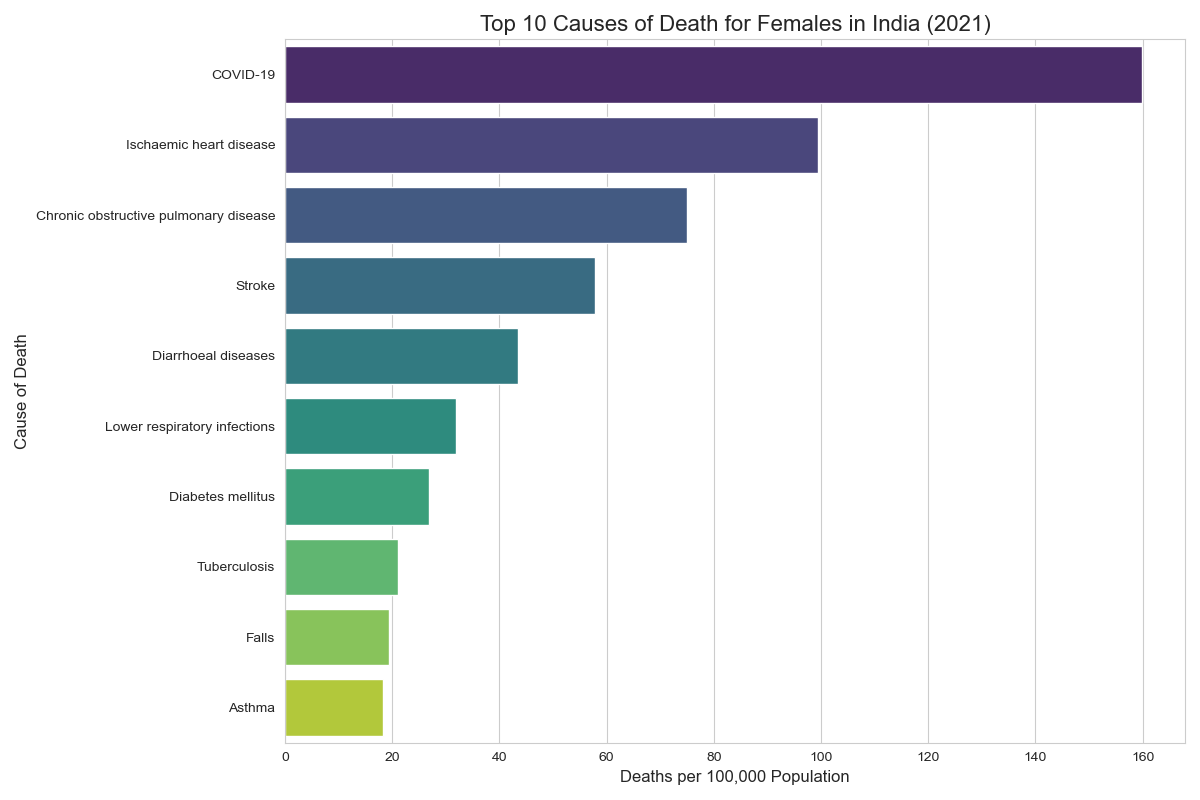 Top 10 Causes of Death for Females in India (2021)
Cause of Death
COVID-19
Ischaemic heart disease
Chronic obstructive pulmonary disease
Stroke
Diarrhoeal diseases
Lower respiratory infections
Diabetes mellitus
Tuberculosis
Falls
Asthma
0 20 40 60 80 100 120 140 160
Deaths per 100,000 Population